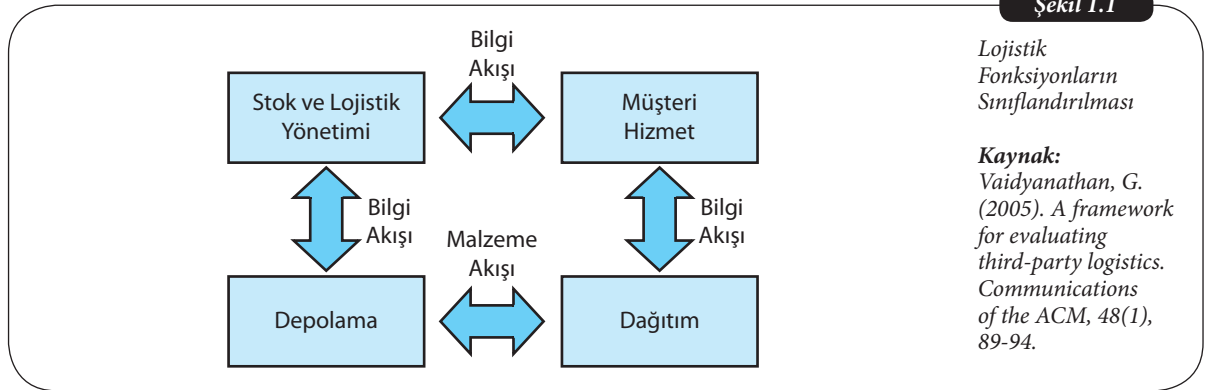 Şekil 1.1
Bilgi
Akışı
Stok ve Lojistik
Yönetimi
Müşteri
Hizmet
Bilgi
Akışı
Malzeme
Akışı
Bilgi
Akışı
Depolama
Dağıtım
Lojistik
Fonksiyonların
Sınıflandırılması
Kaynak:
Vaidyanathan, G.
(2005). A framework
for evaluating
third-party logistics.
Communications
of the ACM, 48(1),
89-94.